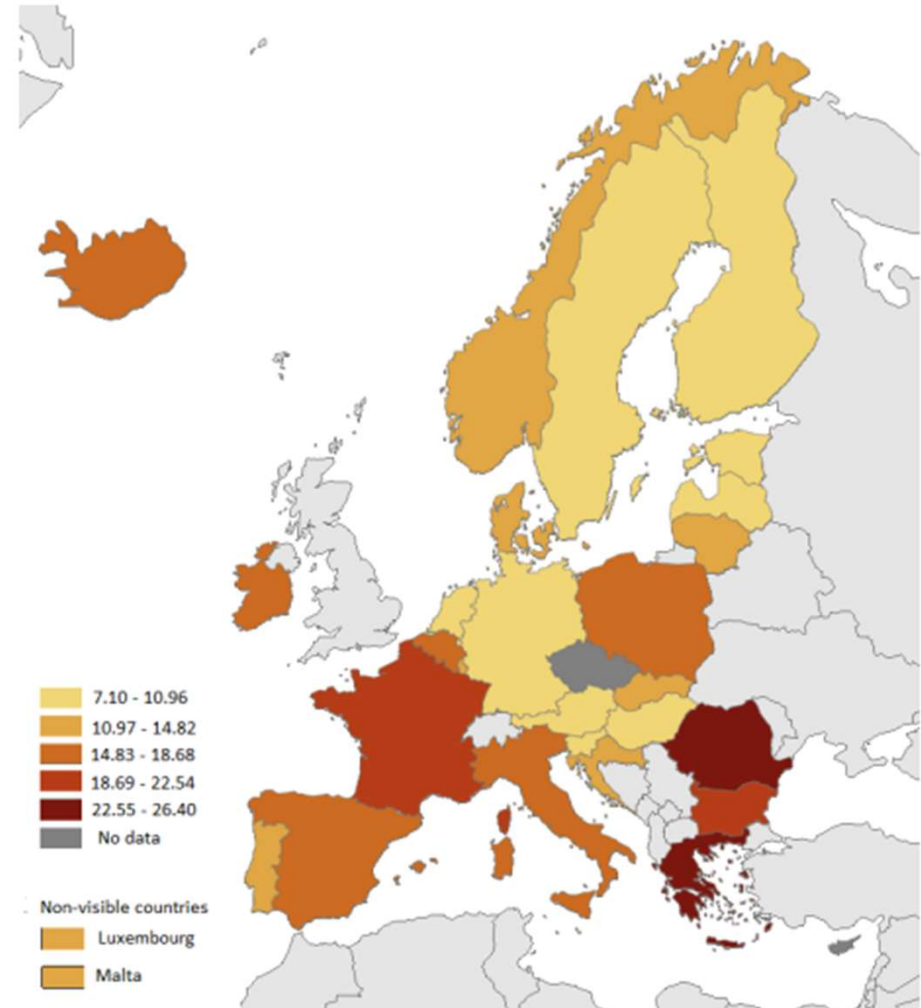 7.10 - 10.96
10.97 - 14.82
14.83 - 18.68
18.69 - 22.54
22.55 - 26.40
No data
Non-visible countries
Luxembourg
Malta